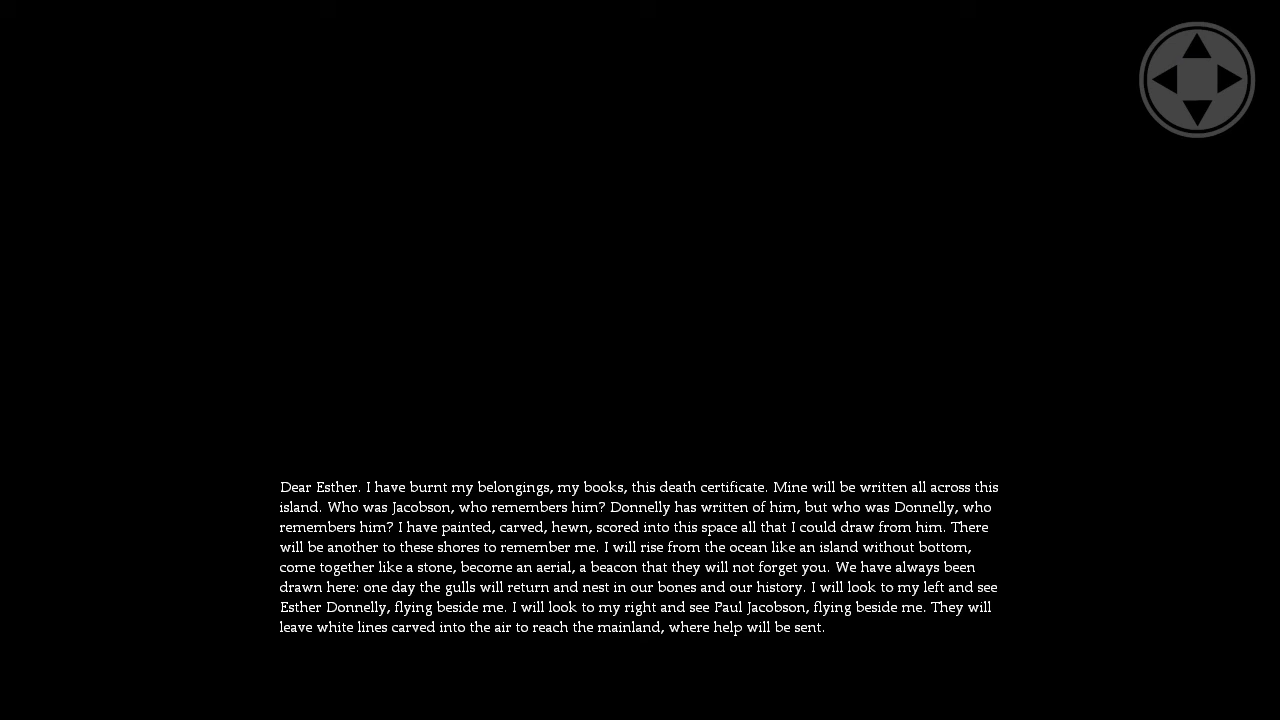 Dear Esther. I have burnt my belongings, my books, this death certificate. Mine will be written all across this
island. Who was Jacobson, who remembers him? Donnelly has written of him, but who was Donnelly, who
remembers him? I have painted, carved, hewn, scored into this space all that I could draw from him. There
will be another to these shores to remember me. I will rise from the ocean like an island without bottom,
come together like a stone, become an aerial, a beacon that they will not forget you. We have always been
drawn here: one day the gulls will return and nest in our bones and our history. I will look to my left and see
Esther Donnelly, flying beside me. I will look to my right and see Paul Jacobson, flying beside me. They will
leave white lines carved into the air to reach the mainland, where help will be sent.